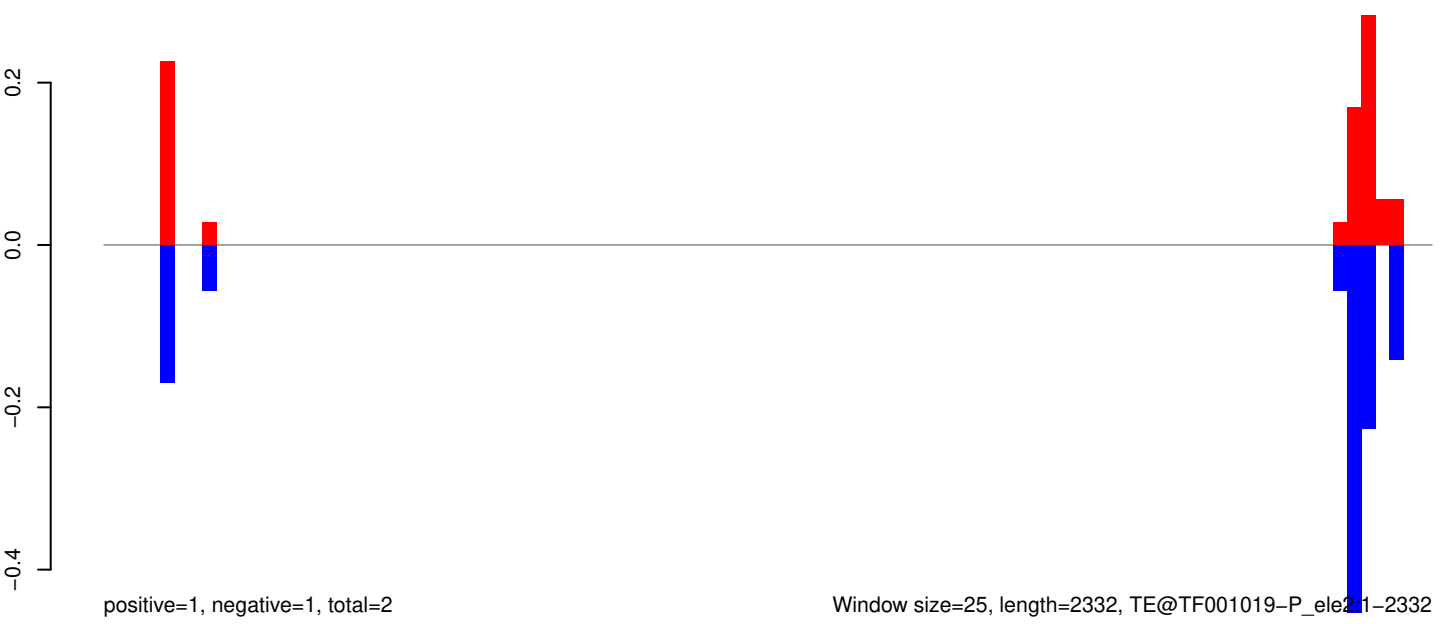 0.2
0.0
−0.2
−0.4
positive=1, negative=1, total=2
Window size=25, length=2332, TE@TF001019−P_ele2:1−2332